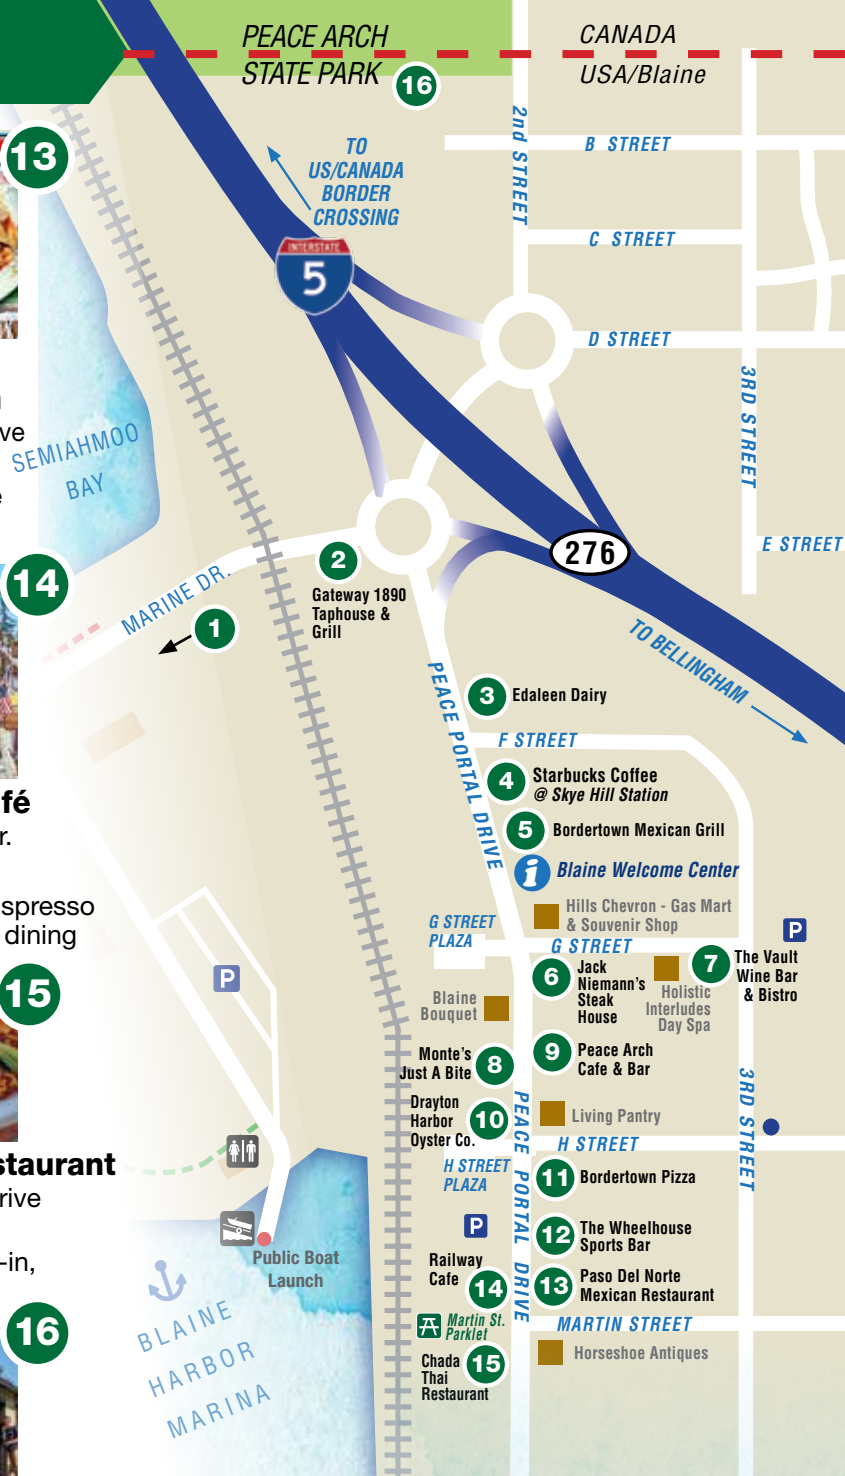 PEACE ARCH
STATE PARK
16
CANADA
USA/Blaine
2nd STREET
B STREET
TO
US/CANADA
BORDER
CROSSING
13
C STREET
INTERSTATE
5
D STREET
3RD STREET
ve
SEMIAHMOO
BAY
276
E STREET
14
MARINE DR.
2
Gateway 1890
Taphouse &
Grill
1
TO BELLINGHAM
PEACE PORTAL DRIVE
3
Edaleen Dairy
F STREET
4
Starbucks Coffee
@ Skye Hill Station
fé
r.
5
Bordertown Mexican Grill
i
Blaine Welcome Center
spresso
dining
Hills Chevron - Gas Mart
& Souvenir Shop
G STREET
PLAZA
G STREET
P
15
P
6
Jack
Niemann's
Steak
House
Holistic
Interludes
Day Spa
7
The Vault
Wine Bar
& Bistro
Blaine
Bouquet
Monte's
Just A Bite
8
9
Peace Arch
Cafe & Bar
Drayton
Harbor
Oyster Co.
10
PEACE PORTAL DRIVE
Living Pantry
3RD STREET
H STREET
H STREET
PLAZA
staurant
rive
-in,
11
Bordertown Pizza
P
12
The Wheelhouse
Sports Bar
Public Boat
Launch
Railway
Cafe
14
13
Paso Del Norte
Mexican Restaurant
16
BLAINE
HARBOR
MARINA
Martin St.
Parklet
MARTIN STREET
Chada
Thai
Restaurant
15
Horseshoe Antiques